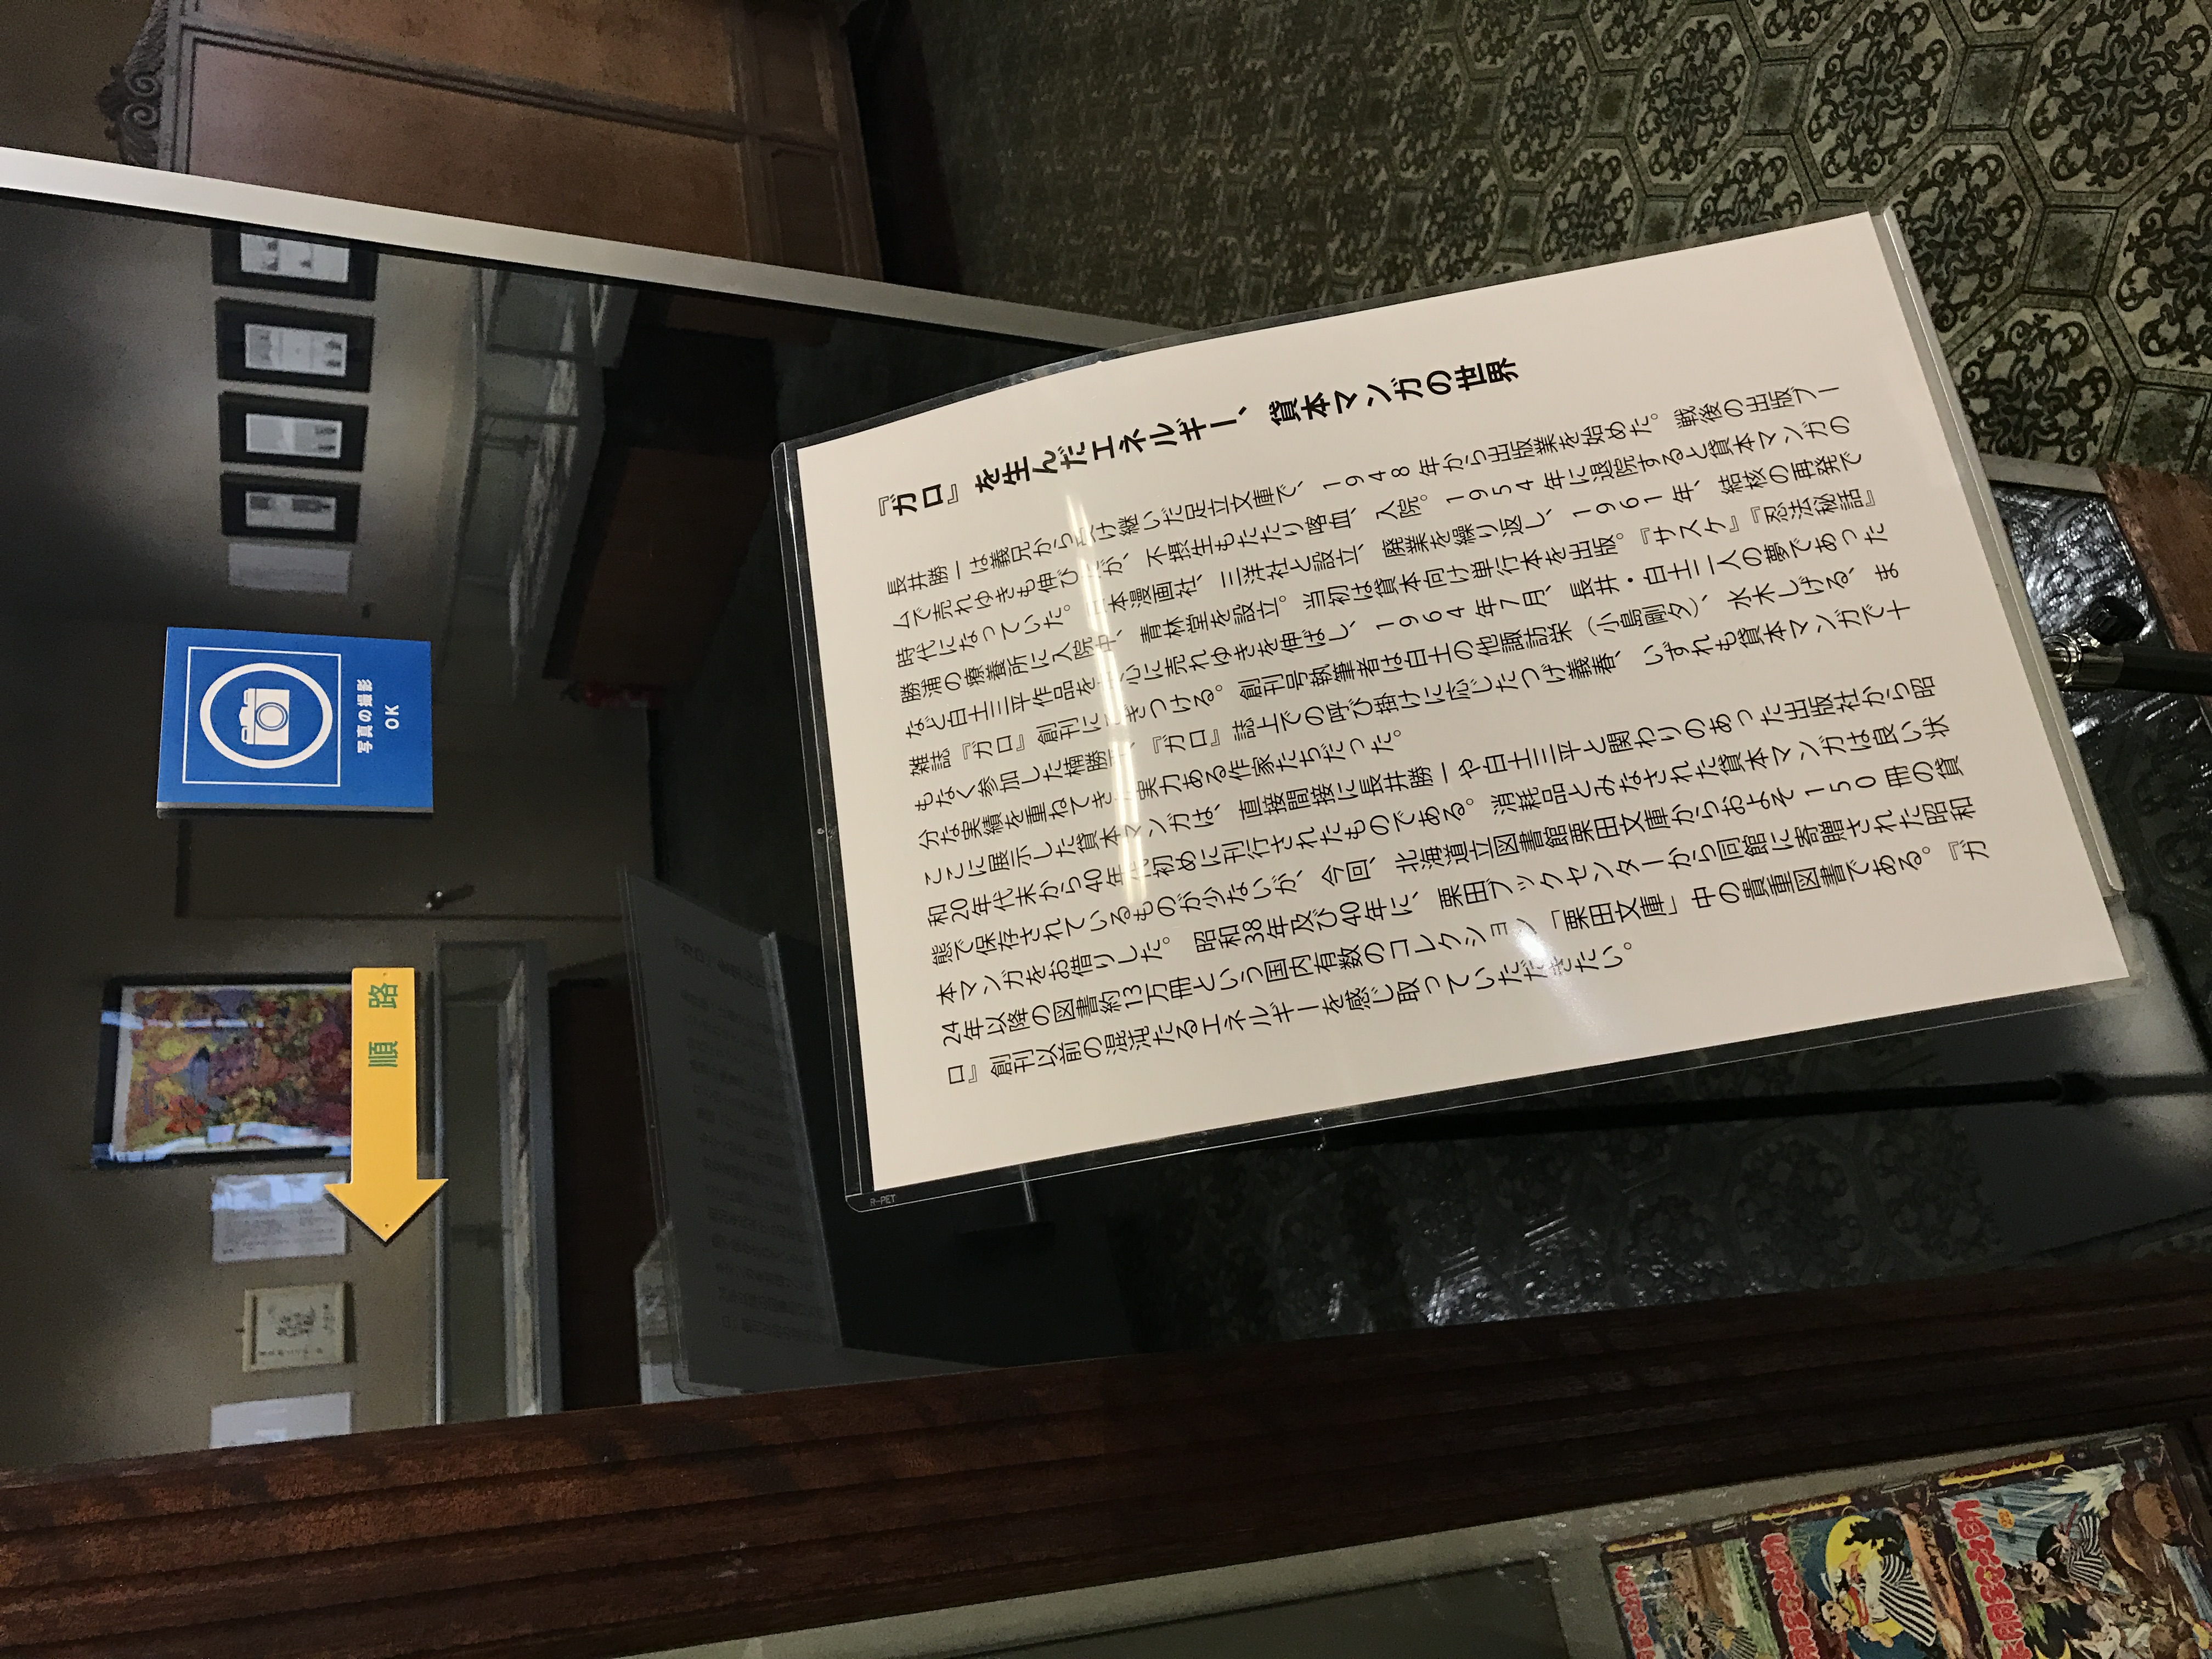 『ガロ』を生んだエネルギー、貸本マンガの世界
長井勝一は義兄から受け継いだ足立文庫で、1948年から出版業を始めた。戦後の出版ブー
ムで売れゆきも伸びたが、不摂生もたたり喀血、入院。1954年に退院すると貸本マンガの
時代になっていた。日本漫画社、三洋社と設立、廃業を繰り返し、1961年、結核の再発で
勝浦の療養所に入院中、青林堂を設立。当初は貸本向け単行本を出版。『サスケ』『忍法秘話』
など白土三平作品を中心に売れゆきを伸ばし、1964年7月、長井・白土二人の夢であった
雑誌『ガロ』創刊にこぎつける。創刊号執筆者は白土の他諏訪栄（小島剛夕）、水木しげる、ま
もなく参加した楠勝平、『ガロ』誌上での呼び掛けに応じたつげ義春、いずれも貸本マンガで十
分な実績を重ねてきた実力ある作家たちだった。
ここに展示した貸本マンガは、直接間接に長井勝一や白土三平と関わりのあった出版社から昭
和20年代末から40年代初めに刊行されたものである。消耗品とみなされた貸本マンガは良い状
態で保存されているものが少ないが、今回、北海道立図書館栗田文庫からおよそ150冊の貸
本マンガをお借りした。昭和38年及び40年に、栗田ブックセンターから同館に寄贈された昭和
24年以降の図書約13万冊という国内有数のコレクション「栗田文庫」中の貴重図書である。『ガ
ロ』創刊以前の混沌たるエネルギーを感じ取っていただきたい。
写真の撮影
OK
順 路
R-PET